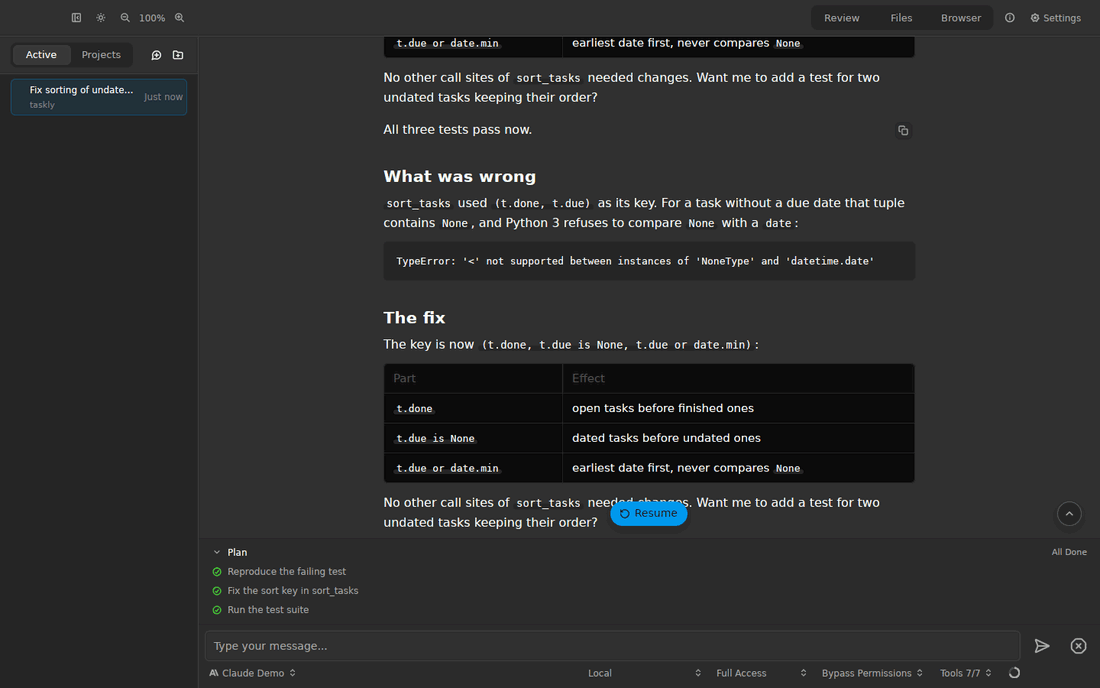 100%
Review Files Browser Settings
Active Projects
Fix sorting of undate... Just now
taskly
t.due or date.min earliest date first, never compares None
No other call sites of sort_tasks needed changes. Want me to add a test for two
undated tasks keeping their order?
All three tests pass now.
What was wrong
sort_tasks used (t.done, t.due) as its key. For a task without a due date that tuple
contains None, and Python 3 refuses to compare None with a date:
TypeError: '<' not supported between instances of 'NoneType' and 'datetime.date'
The fix
The key is now (t.done, t.due is None, t.due or date.min):
Part Effect
t.done open tasks before finished ones
t.due is None dated tasks before undated ones
t.due or date.min earliest date first, never compares None
No other call sites of sort_tasks needed changes. Want me to add a test for two
undated tasks keeping their order?
Resume
Plan All Done
Reproduce the failing test
Fix the sort key in sort_tasks
Run the test suite
Type your message...
Claude Demo Local Full Access Bypass Permissions Tools 7/7